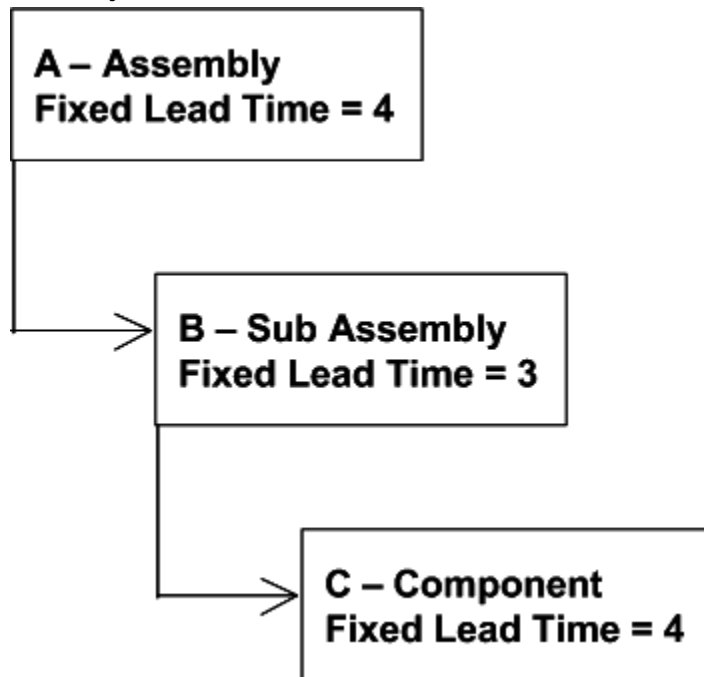 A – Assembly
Fixed Lead Time = 4
B – Sub Assembly
Fixed Lead Time = 3
C – Component
Fixed Lead Time = 4